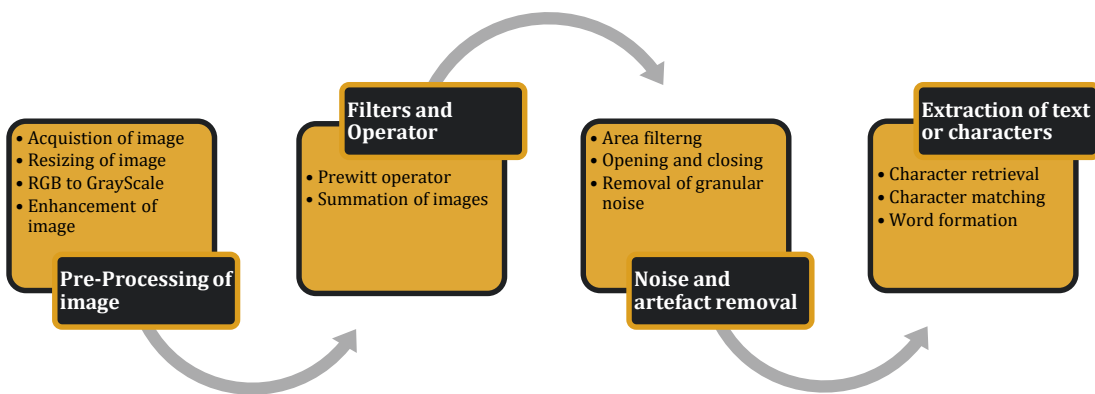 • Acquistion of image
• Resizing of image
• RGB to GrayScale
• Enhancement of
image
Pre-Processing of
image
Filters and
Operator
• Prewitt operator
• Summation of images
• Area filterng
• Opening and closing
• Removal of granular
noise
Noise and
artefact removal
Extraction of text
or characters
• Character retrieval
• Character matching
• Word formation